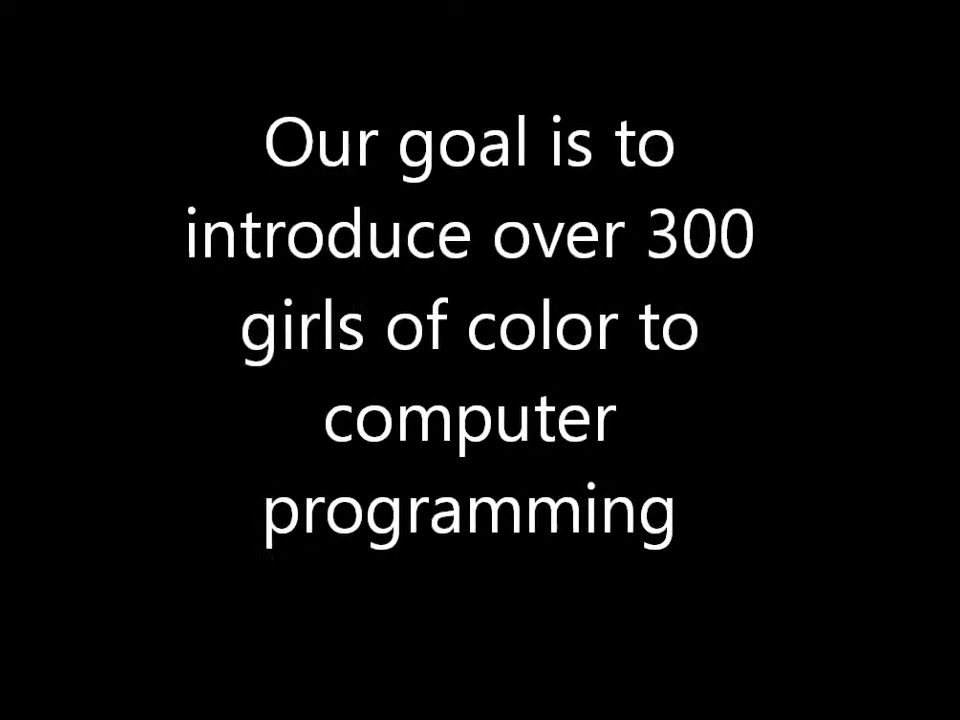 Our goal is to
introduce over 300
girls of color to
computer
programming